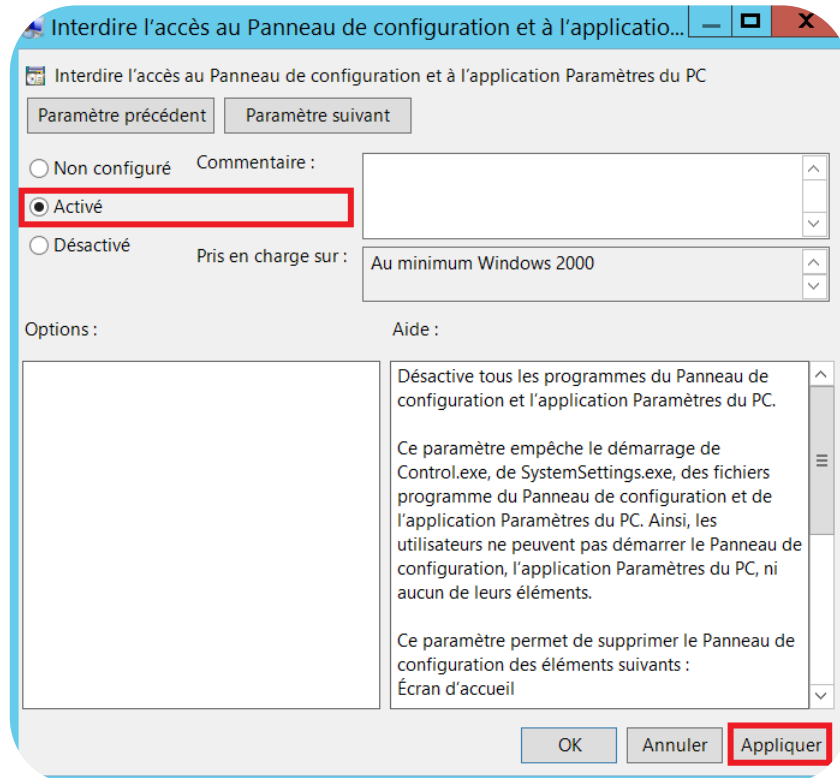 Interdire l'accès au Panneau de configuration et à l'applicatio...
Interdire l'accès au Panneau de configuration et à l'application Paramètres du PC
Paramètre précédent
Paramètre suivant
Non configuré
Commentaire :
Activé
Désactivé
Pris en charge sur :
Au minimum Windows 2000
Options :
Aide :
Désactive tous les programmes du Panneau de
configuration et l'application Paramètres du PC.
Ce paramètre empêche le démarrage de
Control.exe, de SystemSettings.exe, des fichiers
programme du Panneau de configuration et de
l'application Paramètres du PC. Ainsi, les
utilisateurs ne peuvent pas démarrer le Panneau de
configuration, l'application Paramètres du PC, ni
aucun de leurs éléments.
Ce paramètre permet de supprimer le Panneau de
configuration des éléments suivants :
Écran d'accueil
OK
Annuler
Appliquer